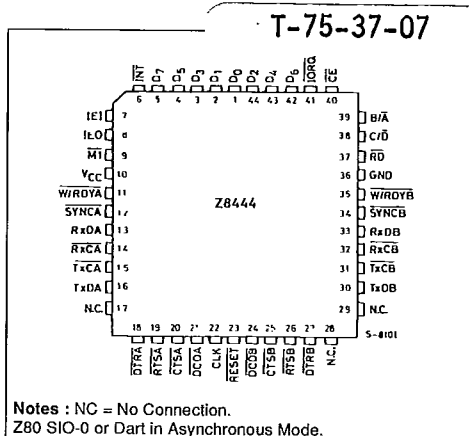 T-75-37-07
INT D7 D5 D3 D1 D0 D2 D4 D6 IORQ CE
6 5 4 3 2 1 44 43 42 41 40
IEI 7
IEO 8
M1 9
VCC 10
W/RDYA 11
SYNCA 12
RxDA 13
RxCA 14
TxCA 15
TxDA 16
N.C. 17
Z8444
39 B/A
38 C/D
37 RD
36 GND
35 W/RDYB
34 SYNCB
33 RxDB
32 RxCB
31 TxCB
30 TxDB
29 N.C.
18 19 20 21 22 23 24 25 26 27 28
DTRA RTSA CTSA DCDA CLK RESET DCDB CTSB RTSB DTRB N.C.
S-8101
Notes : NC = No Connection.
Z80 SIO-0 or Dart in Asynchronous Mode.